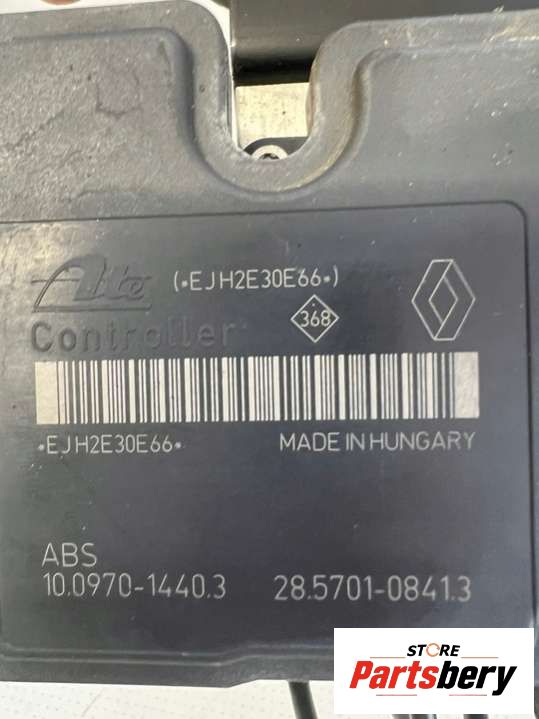 Ate (*EJH2E30E66*)
Controller 368
*EJH2E30E66* MADE IN HUNGARY
ABS
10.0970-1440.3 28.5701-0841.3
STORE
Partsbery